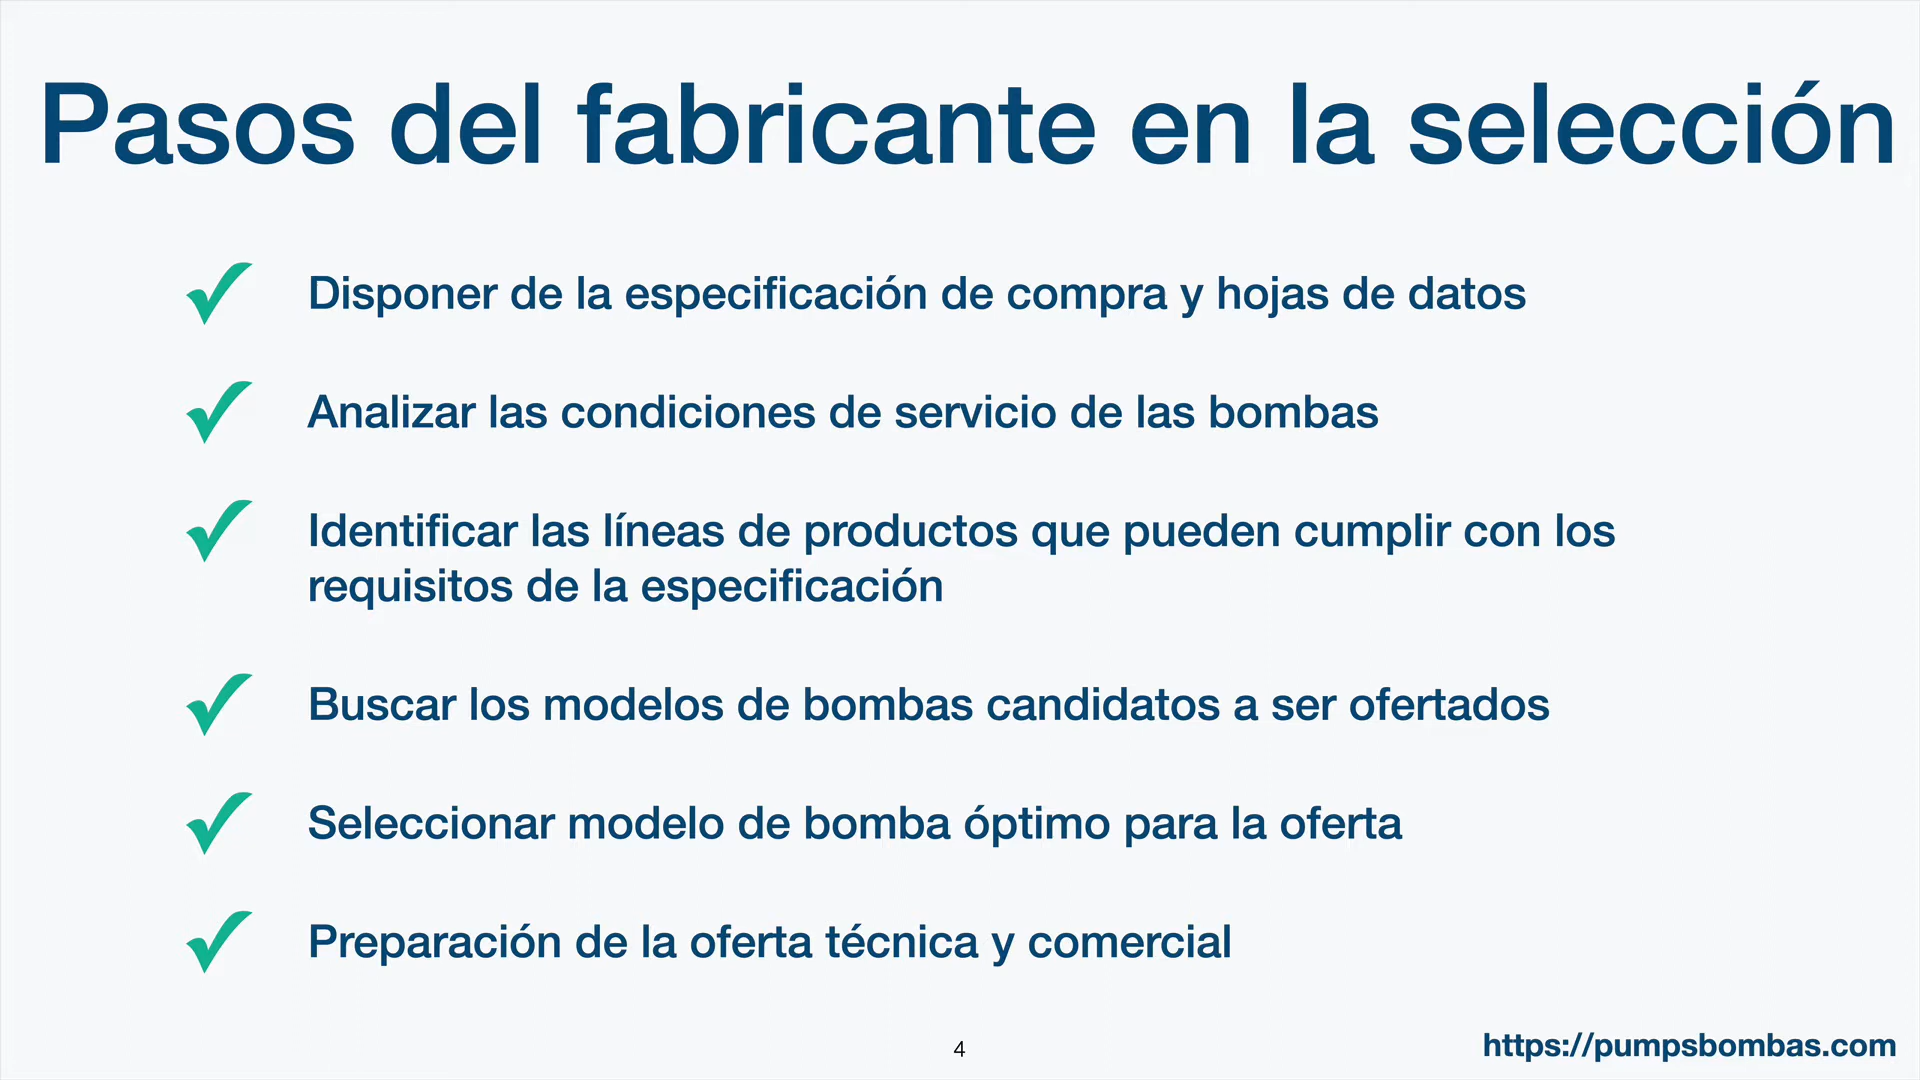 Pasos del fabricante en la selección
Disponer de la especificación de compra y hojas de datos
Analizar las condiciones de servicio de las bombas
Identificar las líneas de productos que pueden cumplir con los
requisitos de la especificación
Buscar los modelos de bombas candidatos a ser ofertados
Seleccionar modelo de bomba óptimo para la oferta
Preparación de la oferta técnica y comercial
4
https://pumpsbombas.com